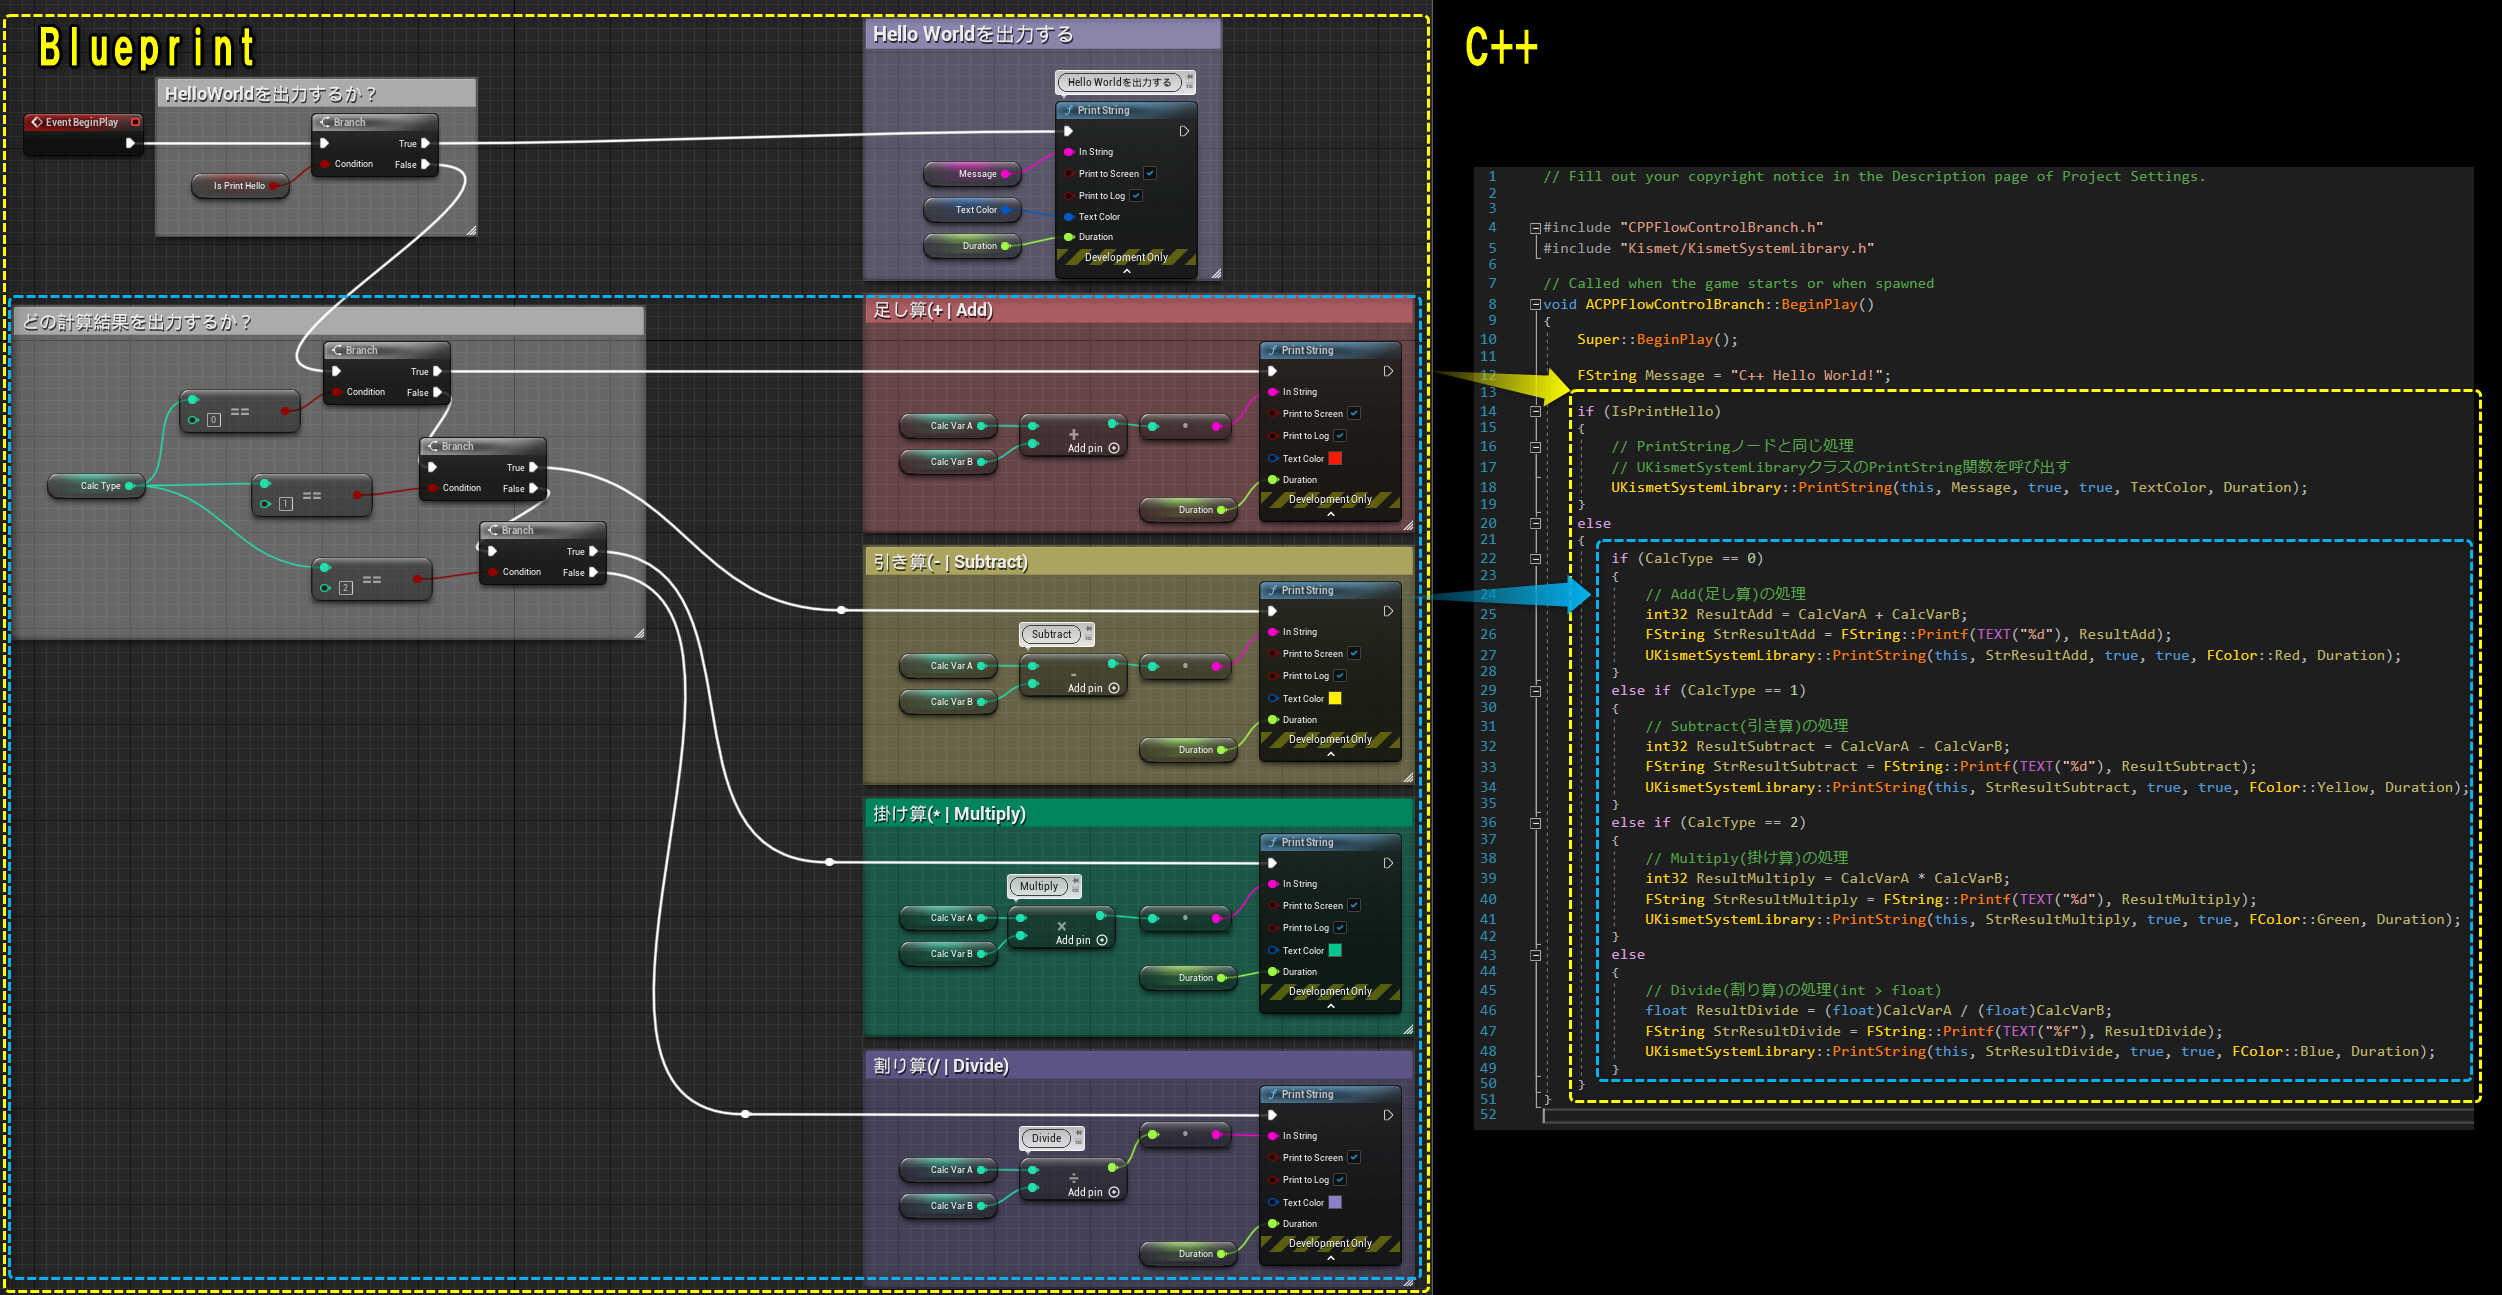 Blueprint
HelloWorldを出力するか？
Event BeginPlay
Branch
True
Condition
False
Is Print Hello
Hello Worldを出力する
Hello Worldを出力する
Print String
In String
Message
Print to Screen
Print to Log
Text Color
Text Color
Duration
Duration
Development Only
どの計算結果を出力するか？
Branch
True
Condition
False
0
==
Branch
True
Condition
False
Calc Type
1
==
Branch
True
Condition
False
2
==
足し算(+ | Add)
Print String
In String
Print to Screen
Calc Var A
+
Add pin
Print to Log
Calc Var B
Text Color
Duration
Development Only
Duration
引き算(- | Subtract)
Print String
Subtract
In String
Print to Screen
Calc Var A
-
Add pin
Print to Log
Calc Var B
Text Color
Duration
Development Only
Duration
掛け算(* | Multiply)
Print String
Multiply
In String
Print to Screen
Calc Var A
×
Add pin
Print to Log
Calc Var B
Text Color
Duration
Development Only
Duration
割り算(/ | Divide)
Print String
Divide
In String
Print to Screen
Calc Var A
÷
Add pin
Print to Log
Calc Var B
Text Color
Duration
Development Only
Duration
C++
1 // Fill out your copyright notice in the Description page of Project Settings.
2
3
4 #include "CPPFlowControlBranch.h"
5 #include "Kismet/KismetSystemLibrary.h"
6
7 // Called when the game starts or when spawned
8 void ACPPFlowControlBranch::BeginPlay()
9 {
10 Super::BeginPlay();
11
12 FString Message = "C++ Hello World!";
13
14 if (IsPrintHello)
15 {
16 // PrintStringノードと同じ処理
17 // UKismetSystemLibraryクラスのPrintString関数を呼び出す
18 UKismetSystemLibrary::PrintString(this, Message, true, true, TextColor, Duration);
19 }
20 else
21 {
22 if (CalcType == 0)
23 {
24 // Add(足し算)の処理
25 int32 ResultAdd = CalcVarA + CalcVarB;
26 FString StrResultAdd = FString::Printf(TEXT("%d"), ResultAdd);
27 UKismetSystemLibrary::PrintString(this, StrResultAdd, true, true, FColor::Red, Duration);
28 }
29 else if (CalcType == 1)
30 {
31 // Subtract(引き算)の処理
32 int32 ResultSubtract = CalcVarA - CalcVarB;
33 FString StrResultSubtract = FString::Printf(TEXT("%d"), ResultSubtract);
34 UKismetSystemLibrary::PrintString(this, StrResultSubtract, true, true, FColor::Yellow, Duration);
35 }
36 else if (CalcType == 2)
37 {
38 // Multiply(掛け算)の処理
39 int32 ResultMultiply = CalcVarA * CalcVarB;
40 FString StrResultMultiply = FString::Printf(TEXT("%d"), ResultMultiply);
41 UKismetSystemLibrary::PrintString(this, StrResultMultiply, true, true, FColor::Green, Duration);
42 }
43 else
44 {
45 // Divide(割り算)の処理(int > float)
46 float ResultDivide = (float)CalcVarA / (float)CalcVarB;
47 FString StrResultDivide = FString::Printf(TEXT("%f"), ResultDivide);
48 UKismetSystemLibrary::PrintString(this, StrResultDivide, true, true, FColor::Blue, Duration);
49 }
50 }
51 }
52